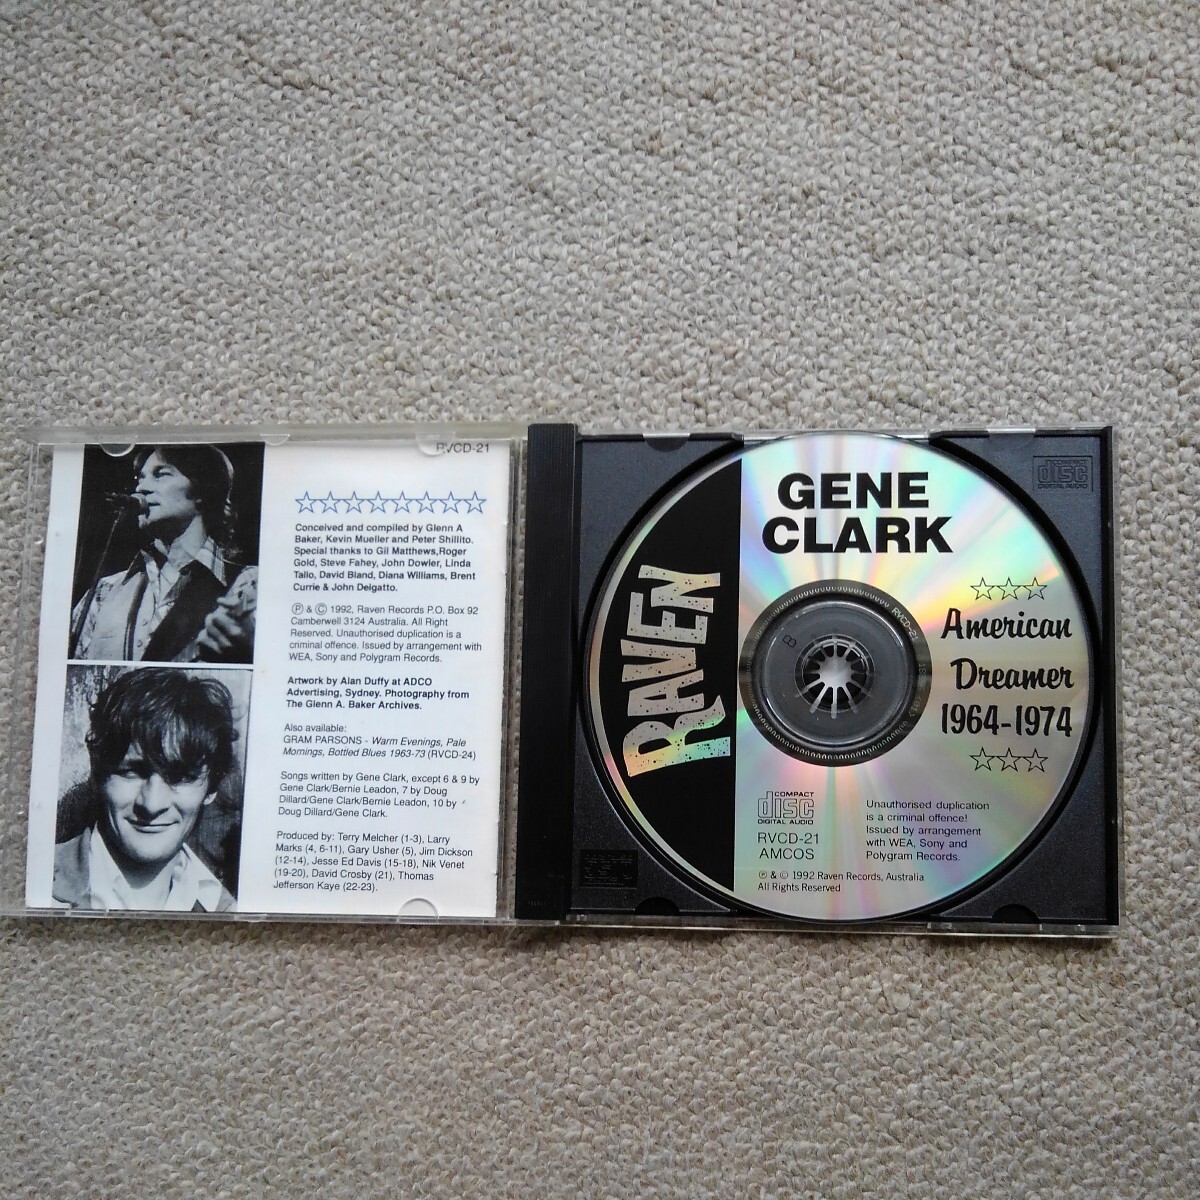 RVCD-21
Conceived and compiled by Glenn A
Baker, Kevin Mueller and Peter Shillito.
Special thanks to Gil Matthews,Roger
Gold, Steve Fahey, John Dowler, Linda
Tallo, David Bland, Diana Williams, Brent
Currie & John Delgatto.
Ⓟ & © 1992, Raven Records P.O. Box 92
Camberwell 3124 Australia. All Right
Reserved. Unauthorised duplication is a
criminal offence. Issued by arrangement with
WEA, Sony and Polygram Records.
Artwork by Alan Duffy at ADCO
Advertising, Sydney. Photography from
The Glenn A. Baker Archives.
Also available:
GRAM PARSONS - Warm Evenings, Pale
Mornings, Bottled Blues 1963-73 (RVCD-24)
Songs written by Gene Clark, except 6 & 9 by
Gene Clark/Bernie Leadon, 7 by Doug
Dillard/Gene Clark/Bernie Leadon, 10 by
Doug Dillard/Gene Clark.
Produced by: Terry Melcher (1-3), Larry
Marks (4, 6-11), Gary Usher (5), Jim Dickson
(12-14), Jesse Ed Davis (15-18), Nik Venet
(19-20), David Crosby (21), Thomas
Jefferson Kaye (22-23).
GENE
CLARK
RAVEN
American
Dreamer
1964-1974
COMPACT
disc
DIGITAL AUDIO
RVCD-21
AMCOS
Unauthorised duplication
is a criminal offence!
Issued by arrangement
with WEA, Sony and
Polygram Records.
Ⓟ & © 1992 Raven Records, Australia
All Rights Reserved
RVCD-21
COMPACT
disc
DIGITAL AUDIO